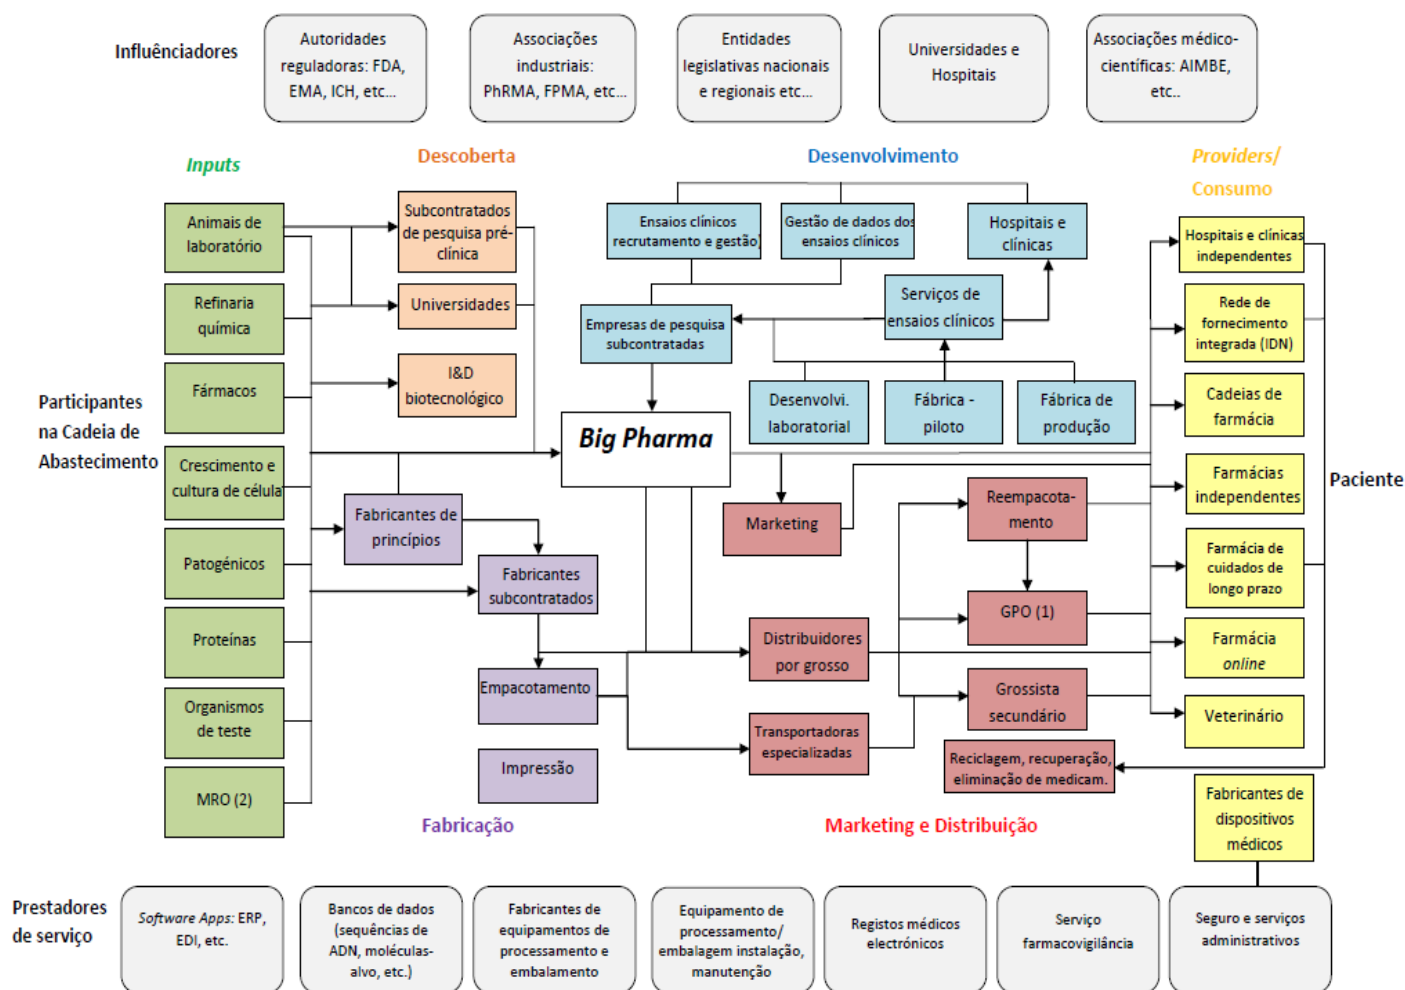 Influênciadores
Autoridades
reguladoras: FDA,
EMA, ICH, etc...
Associações
industriais:
PhRMA, FPMA, etc...
Entidades
legislativas nacionais
e regionais etc...
Universidades e
Hospitais
Associações médico-
científicas: AIMBE,
etc..
Inputs
Descoberta
Desenvolvimento
Providers/
Consumo
Participantes
na Cadeia de
Abastecimento
Animais de
laboratório
Refinaria
química
Fármacos
Crescimento e
cultura de célula
Patogénicos
Proteínas
Organismos
de teste
MRO (2)
Subcontratados
de pesquisa pré-
clínica
Universidades
I&D
biotecnológico
Ensaios clínicos
recrutamento e gestão)
Gestão de dados dos
ensaios clínicos
Hospitais e
clínicas
Empresas de pesquisa
subcontratadas
Serviços de
ensaios clínicos
Desenvolvi.
laboratorial
Fábrica -
piloto
Fábrica de
produção
Big Pharma
Fabricantes de
princípios
Fabricantes
subcontratados
Empacotamento
Impressão
Fabricação
Marketing
Reempacota-
mento
GPO (1)
Distribuidores
por grosso
Grossista
secundário
Transportadoras
especializadas
Reciclagem, recuperação,
eliminação de medicam.
Marketing e Distribuição
Hospitais e clínicas
independentes
Rede de
fornecimento
integrada (IDN)
Cadeias de
farmácia
Farmácias
independentes
Farmácia de
cuidados de
longo prazo
Farmácia
online
Veterinário
Fabricantes de
dispositivos
médicos
Paciente
Prestadores
de serviço
Software Apps: ERP,
EDI, etc.
Bancos de dados
(sequências de
ADN, moléculas-
alvo, etc.)
Fabricantes de
equipamentos de
processamento e
embalamento
Equipamento de
processamento/
embalagem instalação,
manutenção
Registos médicos
electrónicos
Serviço
farmacovigilância
Seguro e serviços
administrativos